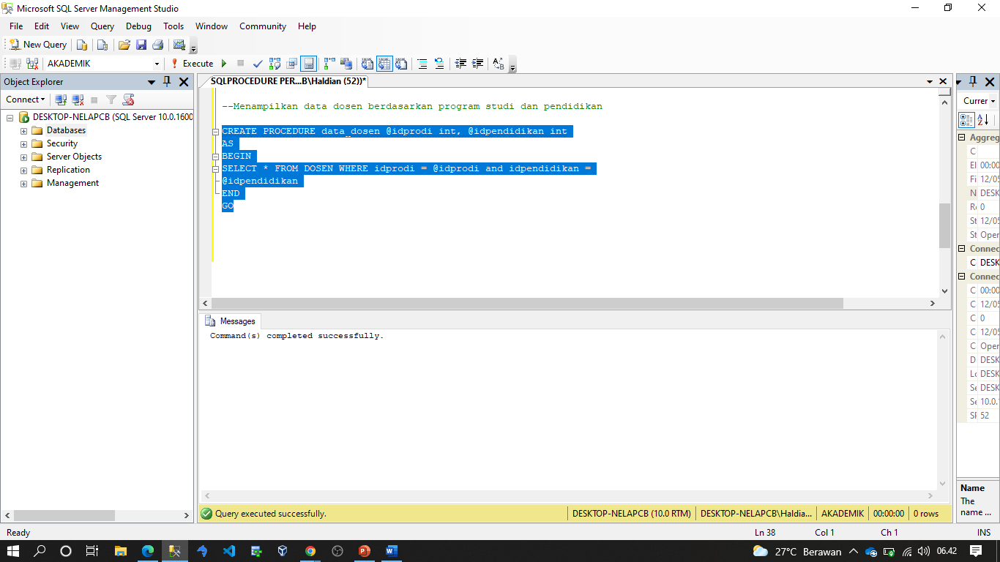 Microsoft SQL Server Management Studio
File Edit View Query Debug Tools Window Community Help
New Query
AKADEMIK
Execute
Object Explorer
Connect
DESKTOP-NELAPCB (SQL Server 10.0.1600
Databases
Security
Server Objects
Replication
Management
SQLPROCEDURE PER...B\Haldian (52))*
--Menampilkan data dosen berdasarkan program studi dan pendidikan
CREATE PROCEDURE data_dosen @idprodi int, @idpendidikan int
AS
BEGIN
SELECT * FROM DOSEN WHERE idprodi = @idprodi and idpendidikan =
@idpendidikan
END
GO
Messages
Command(s) completed successfully.
Query executed successfully.
DESKTOP-NELAPCB (10.0 RTM)
DESKTOP-NELAPCB\Haldia...
AKADEMIK
00:00:00
0 rows
Currer
Aggreg
C
El 00:00
Fi 12/05
N DESK
Re 0
St 12/05
St Oper
Connec
C DESK
Connec
C 00:00
C 12/05
C 0
C 12/05
C Oper
D DESK
Lo DESK
Se DESK
Se 10.0.
SP 52
Name
The
name ...
Ready
Ln 38
Col 1
Ch 1
INS
27°C Berawan
06.42